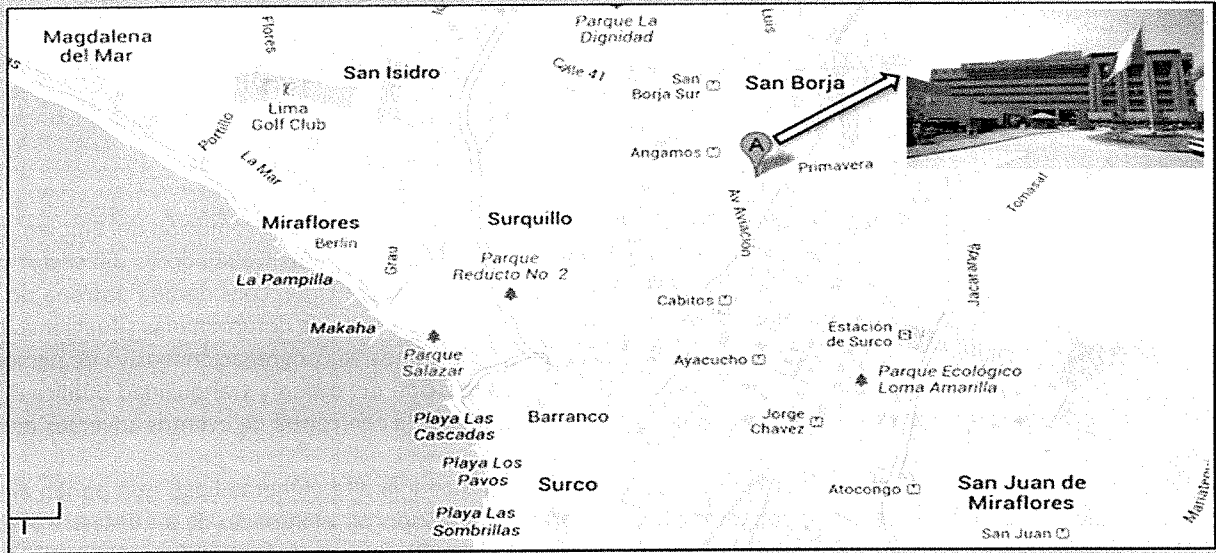 Magdalena
del Mar
Flores
San Isidro
Lima
Golf Club
Portillo
La Mar
Parque La
Dignidad
Calle 41
Luis
San
Borja Sur
San Borja
Angamos
A
Primavera
Av Aviacion
Tomasal
Miraflores
Berlin
Grau
Surquillo
Parque
Reducto No. 2
La Pampilla
Makaha
Parque
Salazar
Cabitos
Jacarandá
Estación
de Surco
Ayacucho
Parque Ecológico
Loma Amarilla
Playa Las
Cascadas
Barranco
Jorge
Chavez
Playa Los
Pavos
Surco
Atocongo
San Juan de
Miraflores
Playa Las
Sombrillas
San Juan